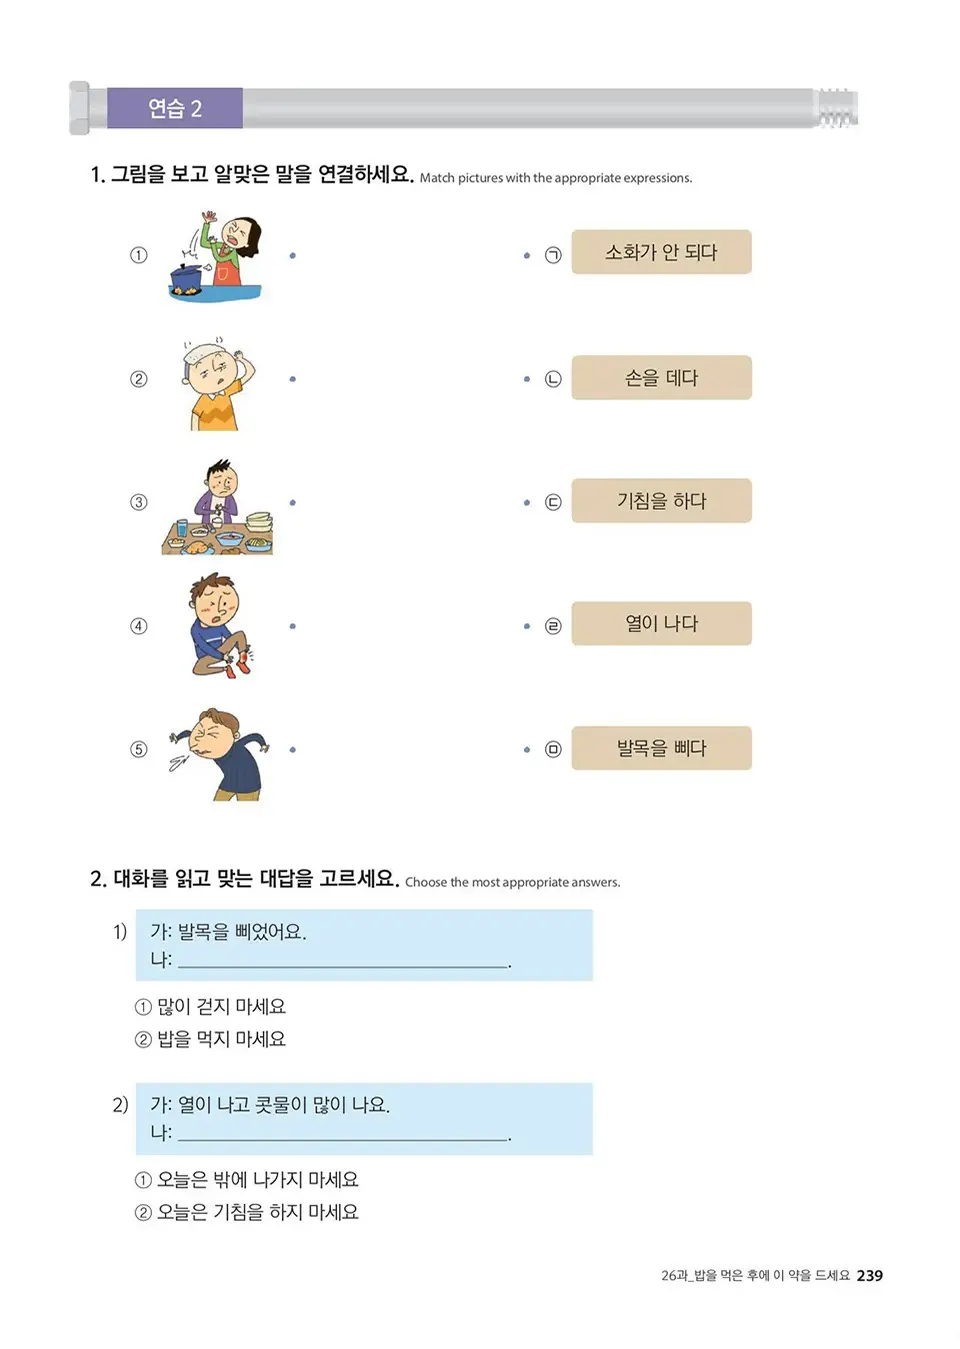 연습 2
1. 그림을 보고 알맞은 말을 연결하세요. Match pictures with the appropriate expressions.
① ㉠ 소화가 안 되다
② ㉡ 손을 데다
③ ㉢ 기침을 하다
④ ㉣ 열이 나다
⑤ ㉤ 발목을 삐다
2. 대화를 읽고 맞는 대답을 고르세요. Choose the most appropriate answers.
1) 가: 발목을 삐었어요.
나: ______________________________.
① 많이 걷지 마세요
② 밥을 먹지 마세요
2) 가: 열이 나고 콧물이 많이 나요.
나: ______________________________.
① 오늘은 밖에 나가지 마세요
② 오늘은 기침을 하지 마세요
26과_밥을 먹은 후에 이 약을 드세요 239